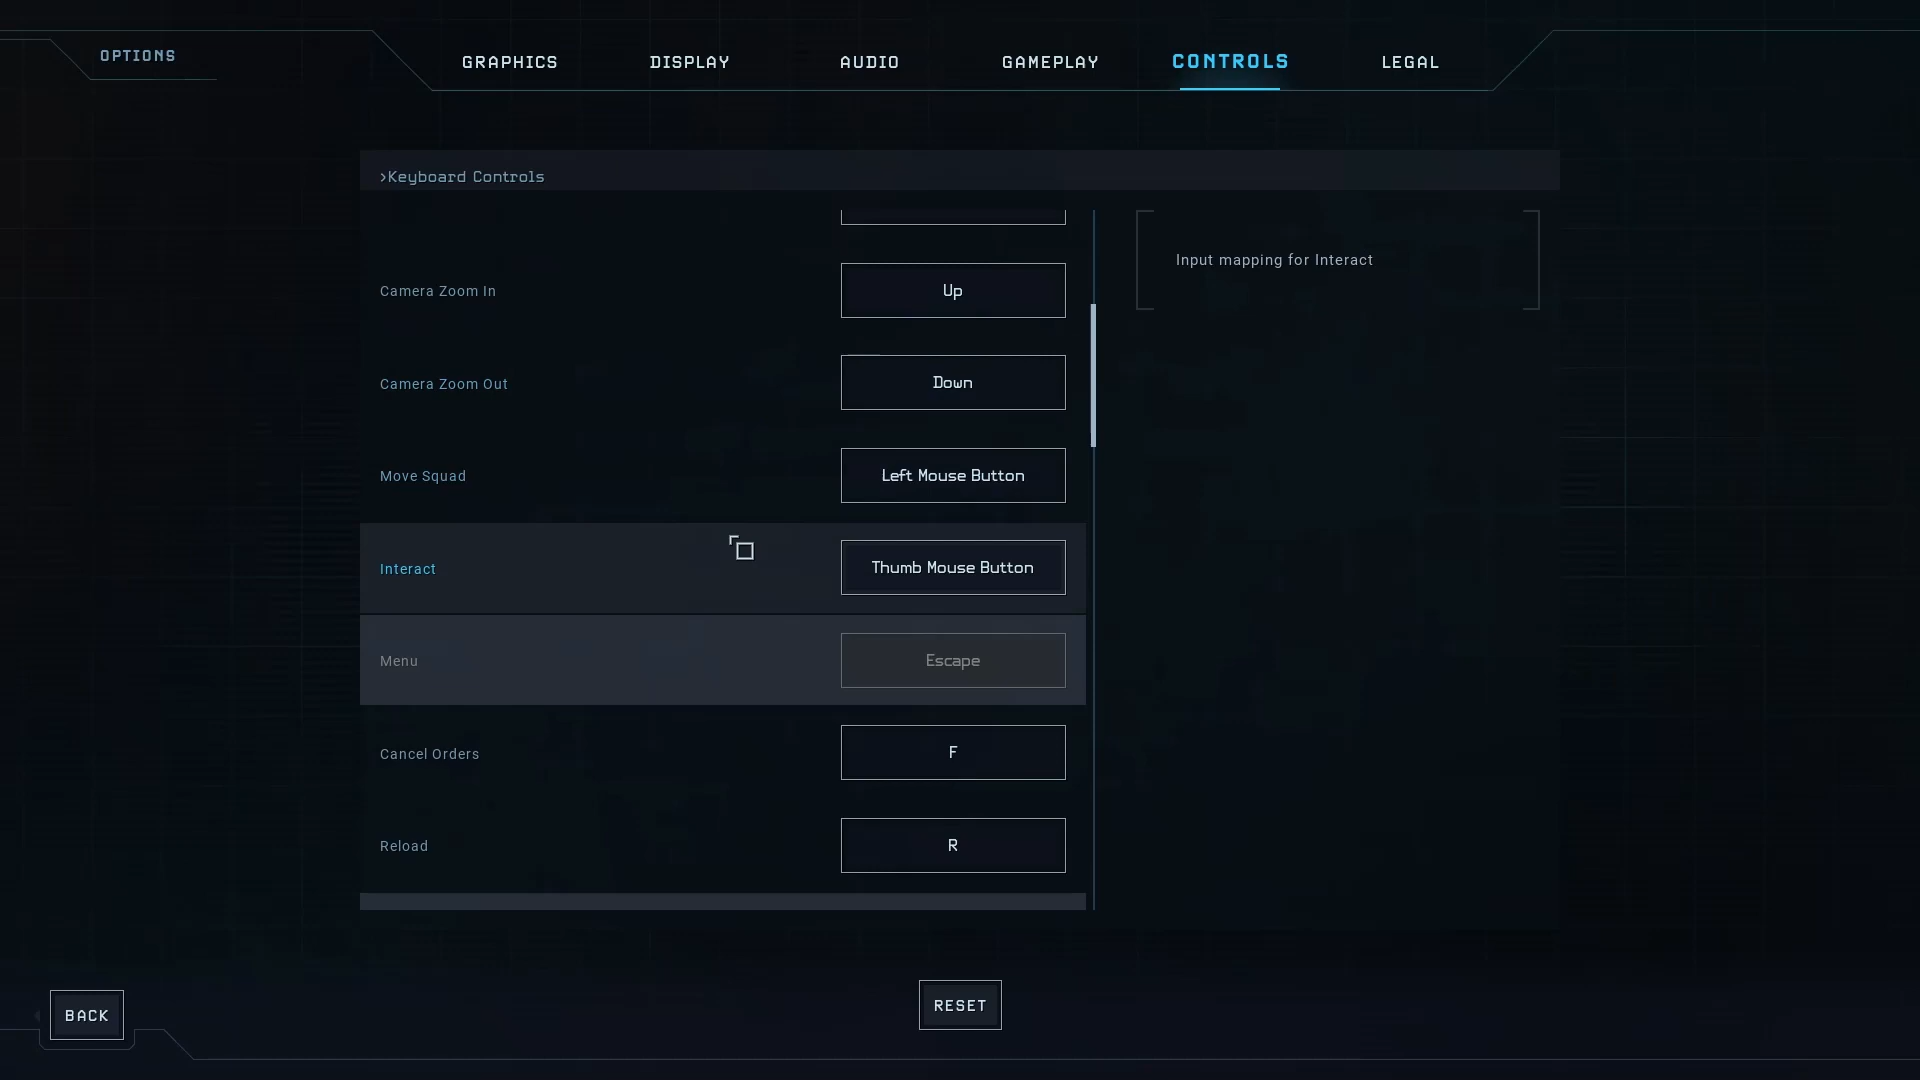 OPTIONS
GRAPHICS
DISPLAY
AUDIO
GAMEPLAY
CONTROLS
LEGAL
›Keyboard Controls
Input mapping for Interact
Camera Zoom In
Up
Camera Zoom Out
Down
Move Squad
Left Mouse Button
Interact
Thumb Mouse Button
Menu
Escape
Cancel Orders
F
Reload
R
BACK
RESET